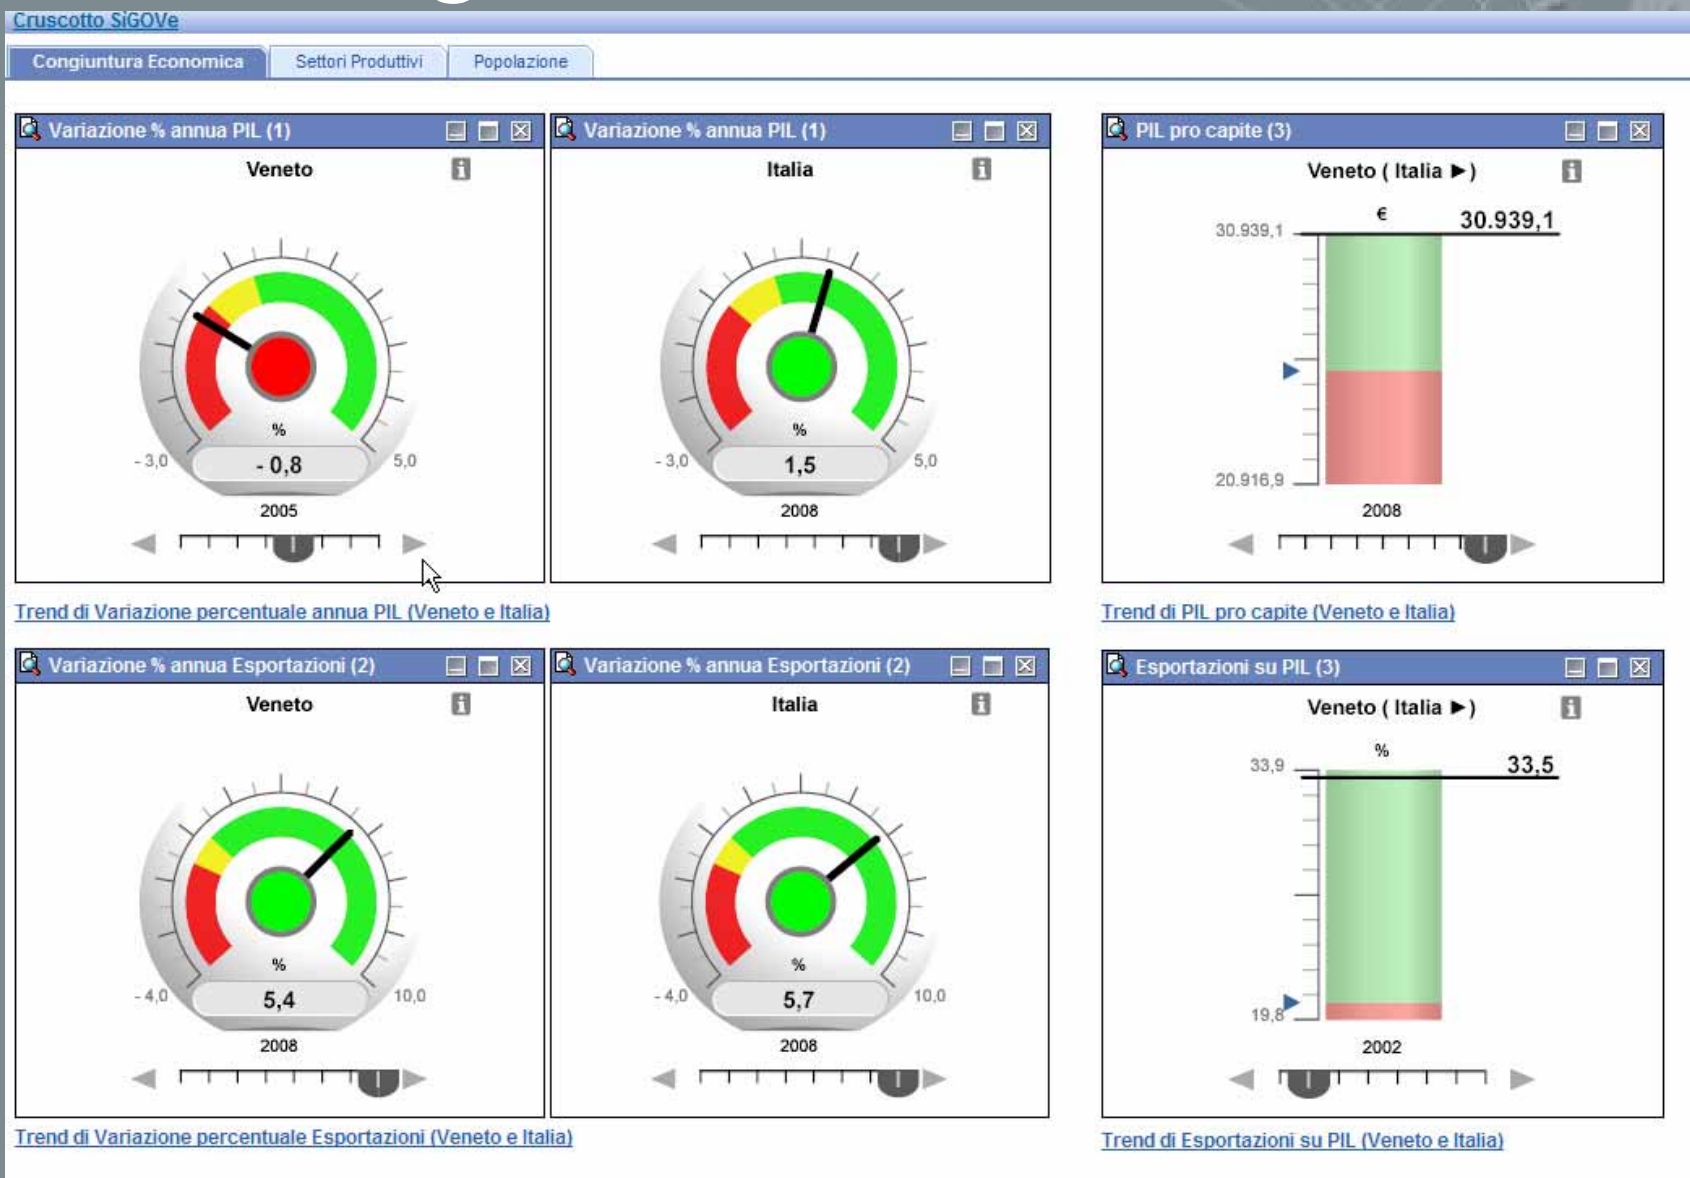 Cruscotto SiGOVe
Congiuntura Economica
Settori Produttivi
Popolazione
Variazione % annua PIL (1)
Veneto
%
- 3,0
- 0,8
5,0
2005
Variazione % annua PIL (1)
Italia
%
- 3,0
1,5
5,0
2008
PIL pro capite (3)
Veneto ( Italia ►)
€
30.939,1
30.939,1
20.916,9
2008
Trend di Variazione percentuale annua PIL (Veneto e Italia)
Trend di PIL pro capite (Veneto e Italia)
Variazione % annua Esportazioni (2)
Veneto
%
- 4,0
5,4
10,0
2008
Variazione % annua Esportazioni (2)
Italia
%
- 4,0
5,7
10,0
2008
Esportazioni su PIL (3)
Veneto ( Italia ►)
%
33,9
33,5
19,8
2002
Trend di Variazione percentuale Esportazioni (Veneto e Italia)
Trend di Esportazioni su PIL (Veneto e Italia)